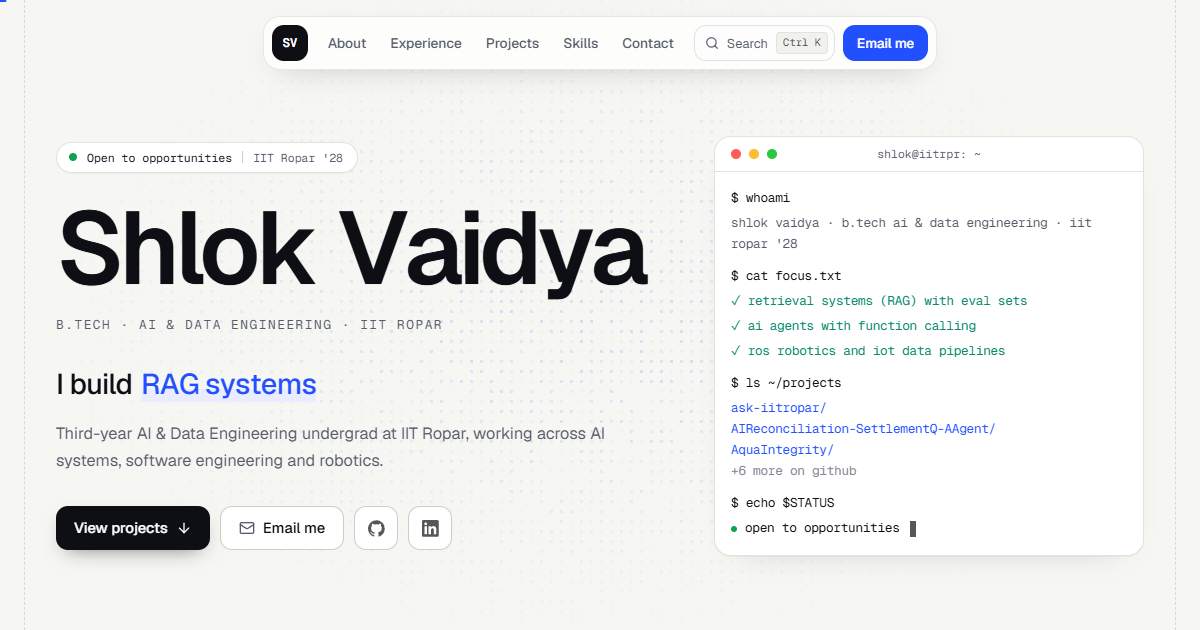 SV About Experience Projects Skills Contact Search Ctrl K Email me
Open to opportunities IIT Ropar '28
Shlok Vaidya
B.TECH · AI & DATA ENGINEERING · IIT ROPAR
I build RAG systems
Third-year AI & Data Engineering undergrad at IIT Ropar, working across AI
systems, software engineering and robotics.
View projects ↓ Email me in
shlok@iitrpr: ~
$ whoami
shlok vaidya · b.tech ai & data engineering · iit
ropar '28
$ cat focus.txt
✓ retrieval systems (RAG) with eval sets
✓ ai agents with function calling
✓ ros robotics and iot data pipelines
$ ls ~/projects
ask-iitropar/
AIReconciliation-SettlementQ-AAgent/
AquaIntegrity/
+6 more on github
$ echo $STATUS
● open to opportunities